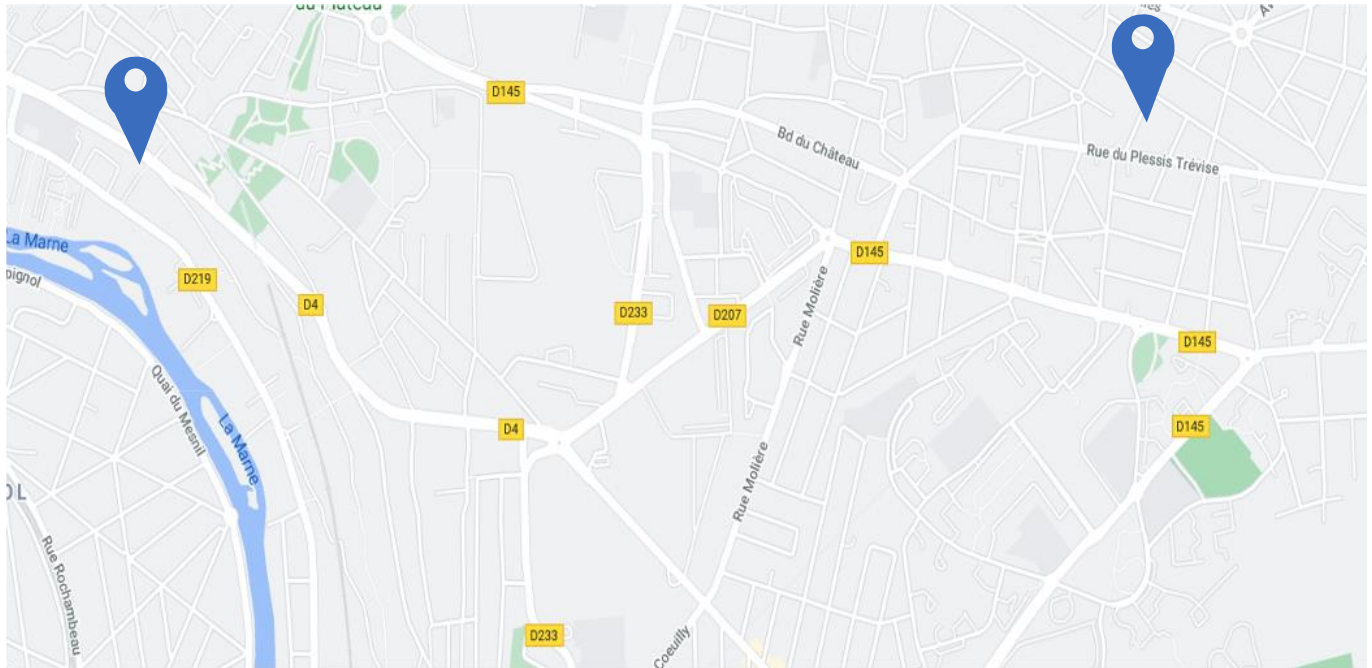 du Plateau
D145
Bd du Château
Rue du Plessis Trévise
La Marne
D219
D4
D233
D207
Rue Molière
D145
D145
Quai du Mesnil
La Marne
D4
D145
Rue Molière
OL
Rue Rochambeau
D233
Coeuilly